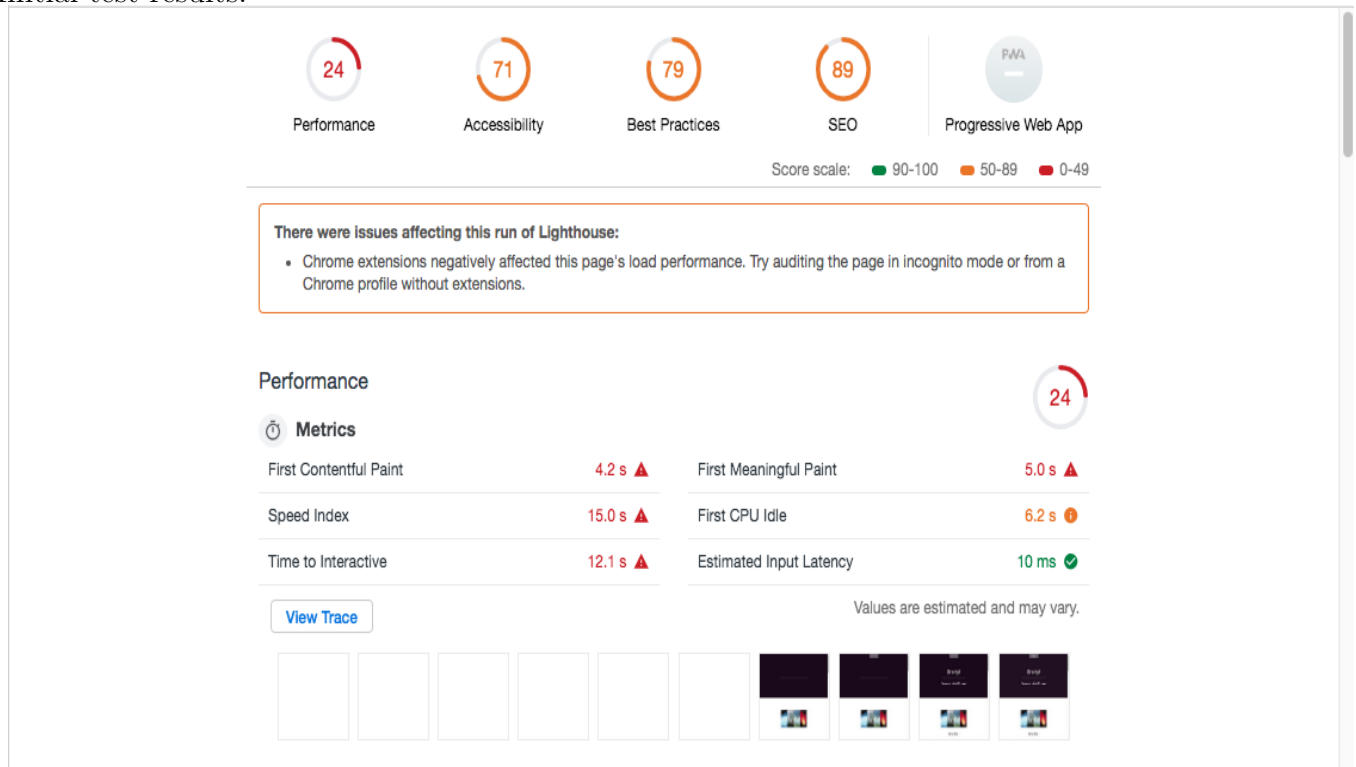 initial test results.
24
71
79
89
PWA
Performance
Accessibility
Best Practices
SEO
Progressive Web App
Score scale: 90-100 50-89 0-49
There were issues affecting this run of Lighthouse:
• Chrome extensions negatively affected this page's load performance. Try auditing the page in incognito mode or from a
Chrome profile without extensions.
Performance
24
Metrics
First Contentful Paint 4.2 s
First Meaningful Paint 5.0 s
Speed Index 15.0 s
First CPU Idle 6.2 s
Time to Interactive 12.1 s
Estimated Input Latency 10 ms
View Trace
Values are estimated and may vary.